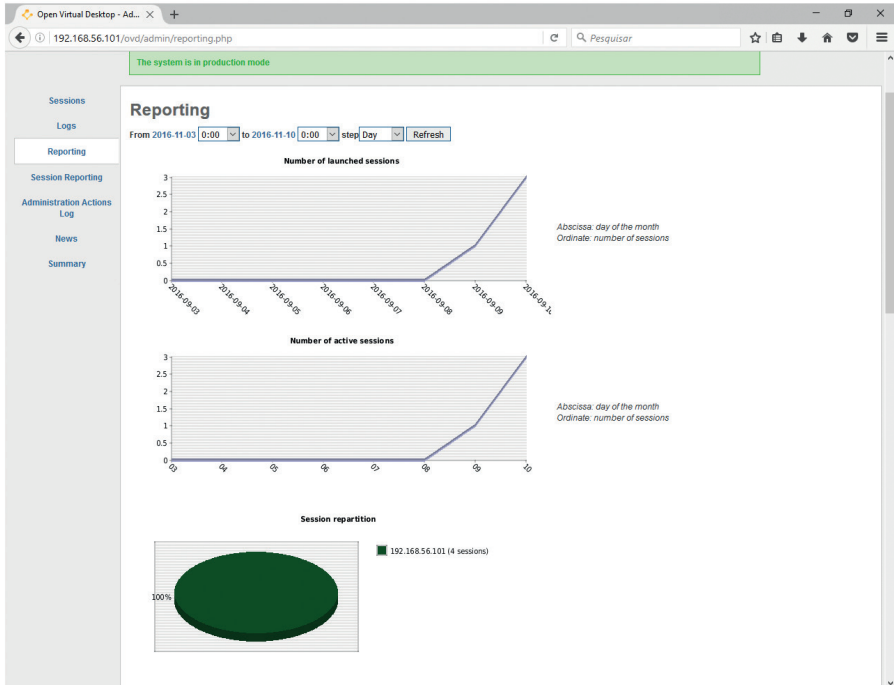 Open Virtual Desktop - Ad...
192.168.56.101/ovd/admin/reporting.php
Pesquisar
The system is in production mode
Sessions
Logs
Reporting
Session Reporting
Administration Actions
Log
News
Summary
Reporting
From 2016-11-03 0:00 to 2016-11-10 0:00 step Day Refresh
Number of launched sessions
3
2.5
2
1.5
1
0.5
0
2016-09-03
2016-09-04
2016-09-05
2016-09-06
2016-09-07
2016-09-08
2016-09-09
2016-09-10
Abscissa: day of the month
Ordinate: number of sessions
Number of active sessions
3
2.5
2
1.5
1
0.5
0
03
04
05
06
07
08
09
10
Abscissa: day of the month
Ordinate: number of sessions
Session repartition
192.168.56.101 (4 sessions)
100%